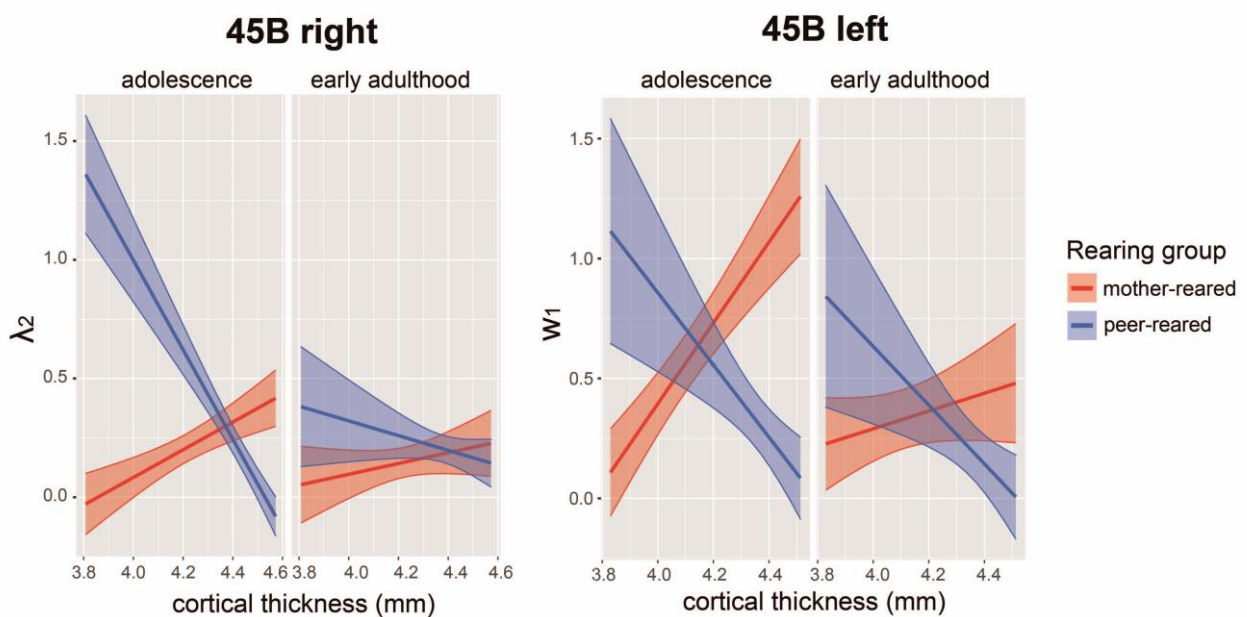 45B right
adolescence early adulthood
λ2
1.5
1.0
0.5
0.0
3.8 4.0 4.2 4.4 4.6 3.8 4.0 4.2 4.4 4.6
cortical thickness (mm)
45B left
adolescence early adulthood
w1
1.5
1.0
0.5
0.0
3.8 4.0 4.2 4.4 3.8 4.0 4.2 4.4
cortical thickness (mm)
Rearing group
mother-reared
peer-reared